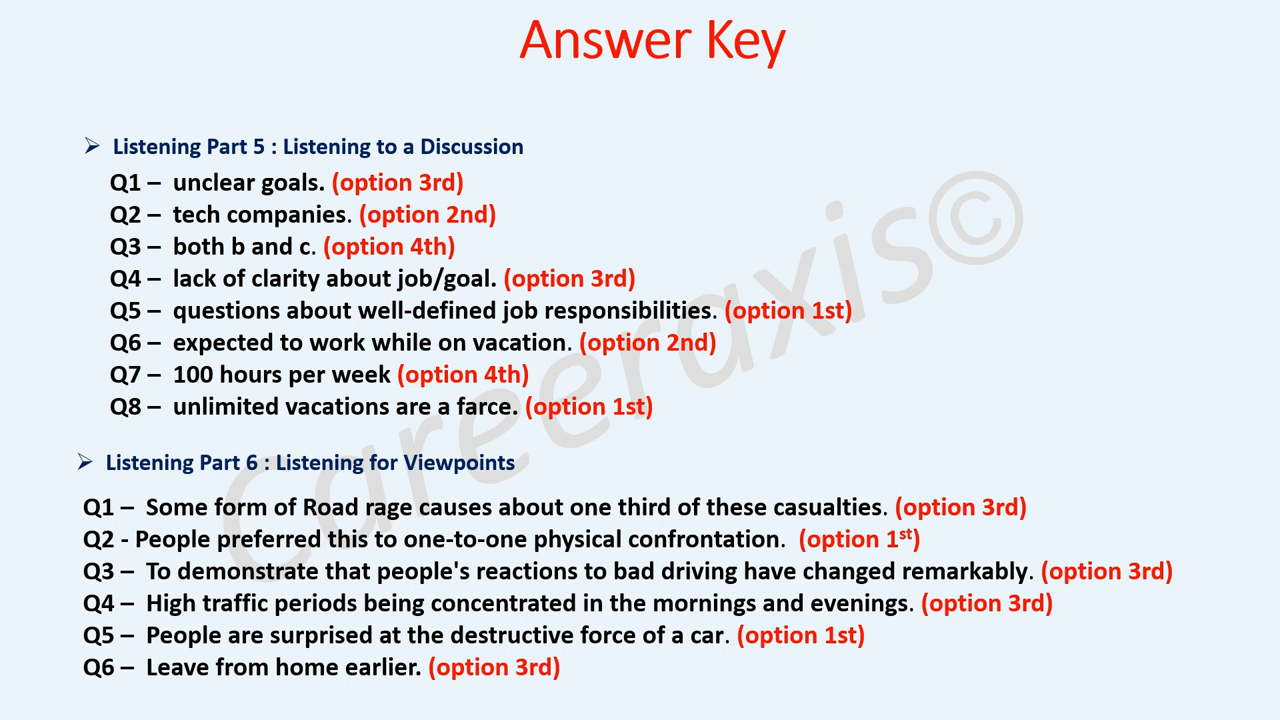 Answer Key
➢ Listening Part 5 : Listening to a Discussion
Q1 – unclear goals. (option 3rd)
Q2 – tech companies. (option 2nd)
Q3 – both b and c. (option 4th)
Q4 – lack of clarity about job/goal. (option 3rd)
Q5 – questions about well-defined job responsibilities. (option 1st)
Q6 – expected to work while on vacation. (option 2nd)
Q7 – 100 hours per week (option 4th)
Q8 – unlimited vacations are a farce. (option 1st)
➢ Listening Part 6 : Listening for Viewpoints
Q1 – Some form of Road rage causes about one third of these casualties. (option 3rd)
Q2 - People preferred this to one-to-one physical confrontation. (option 1st)
Q3 – To demonstrate that people's reactions to bad driving have changed remarkably. (option 3rd)
Q4 – High traffic periods being concentrated in the mornings and evenings. (option 3rd)
Q5 – People are surprised at the destructive force of a car. (option 1st)
Q6 – Leave from home earlier. (option 3rd)
Careeraxis©